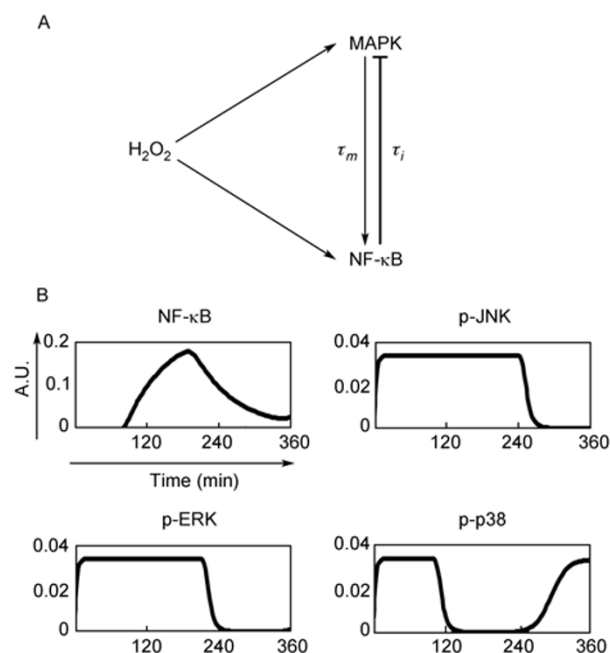 A
MAPK
H₂O₂
τm τi
NF-κB
B
NF-κB p-JNK
A.U.
0.2 0.04
0.1 0.02
0 0
120 240 360 120 240 360
Time (min)
p-ERK p-p38
0.04 0.04
0.02 0.02
0 0
120 240 360 120 240 360